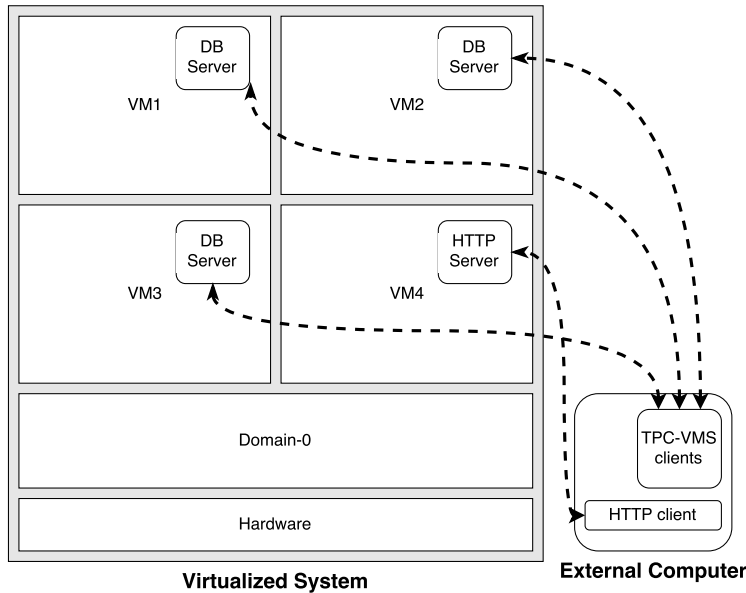 DB
Server
VM1
DB
Server
VM2
DB
Server
VM3
HTTP
Server
VM4
Domain-0
Hardware
TPC-VMS
clients
HTTP client
Virtualized System
External Computer